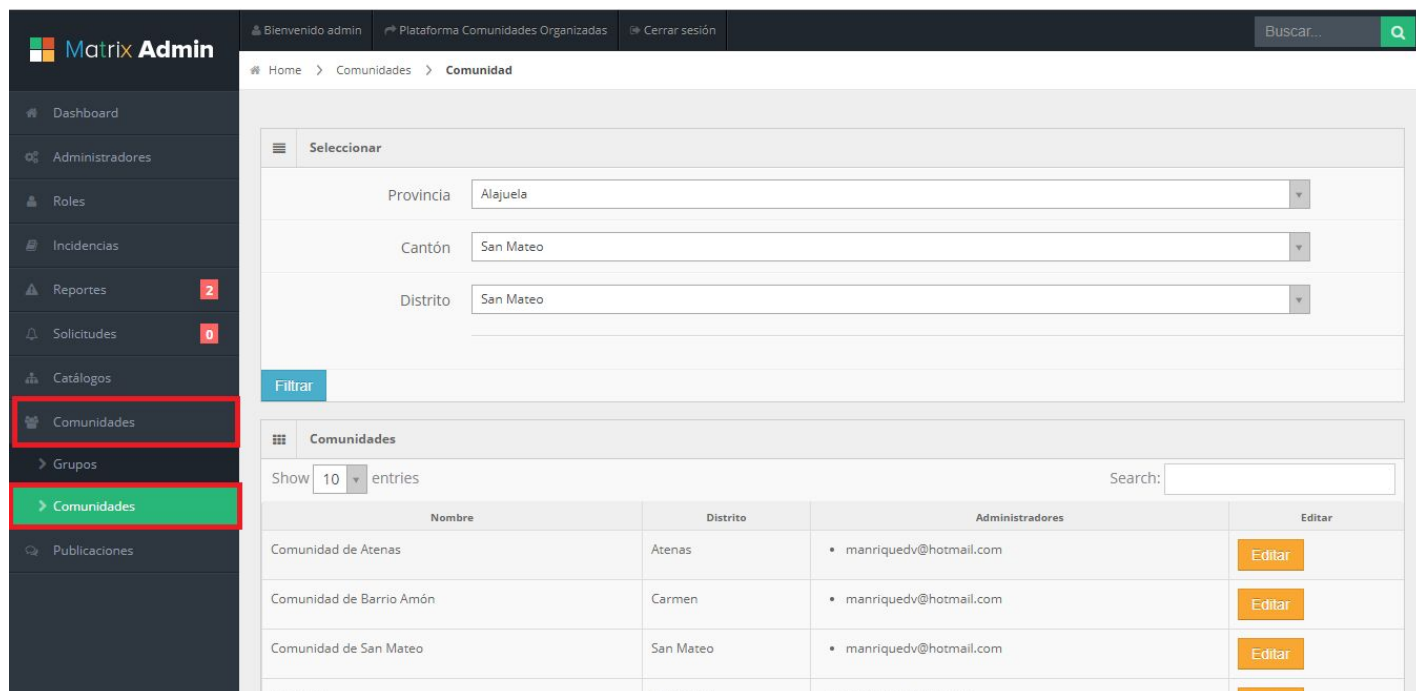 Matrix Admin
Bienvenido admin
Plataforma Comunidades Organizadas
Cerrar sesión
Buscar...
Home > Comunidades > Comunidad
Dashboard
Administradores
Roles
Incidencias
Reportes 2
Solicitudes 0
Catálogos
Comunidades
Grupos
Comunidades
Publicaciones
Seleccionar
Provincia Alajuela
Cantón San Mateo
Distrito San Mateo
Filtrar
Comunidades
Show 10 entries Search:
Nombre Distrito Administradores Editar
Comunidad de Atenas Atenas • manriquedv@hotmail.com Editar
Comunidad de Barrio Amón Carmen • manriquedv@hotmail.com Editar
Comunidad de San Mateo San Mateo • manriquedv@hotmail.com Editar